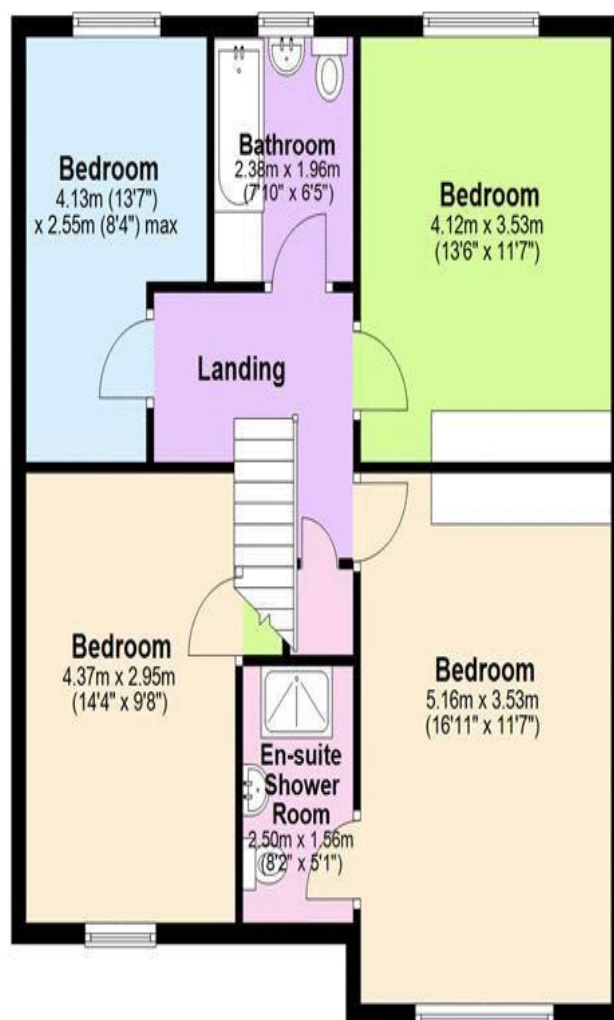 Bedroom
4.13m (13'7")
x 2.55m (8'4") max
Bathroom
2.38m x 1.96m
(7'10" x 6'5")
Bedroom
4.12m x 3.53m
(13'6" x 11'7")
Landing
Bedroom
4.37m x 2.95m
(14'4" x 9'8")
En-suite
Shower
Room
2.50m x 1.56m
(8'2" x 5'1")
Bedroom
5.16m x 3.53m
(16'11" x 11'7")